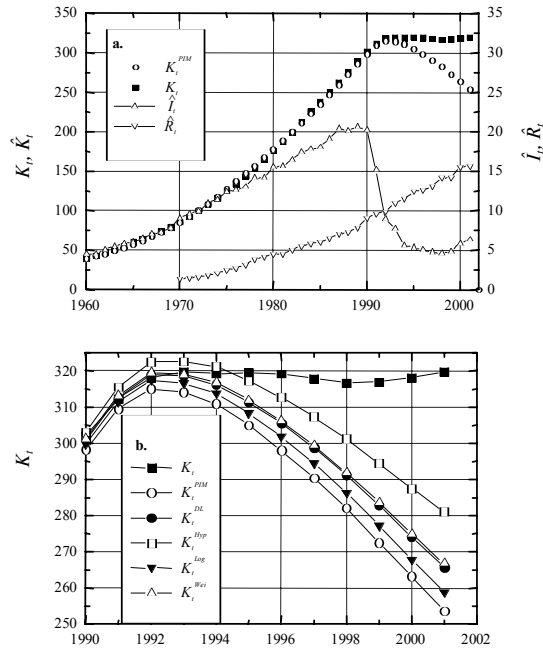 a.
K_t^PIM
K_t
Î_t
R̂_t
350
300
250
200
150
100
50
0
K_t, K̂_t
35
30
25
20
15
10
5
0
Î_t, R̂_t
1960 1970 1980 1990 2000
b.
K_t
K_t^PIM
K_t^DL
K_t^Hyp
K_t^Log
K_t^Wei
320
310
300
290
280
270
260
250
K_t
1990 1992 1994 1996 1998 2000 2002